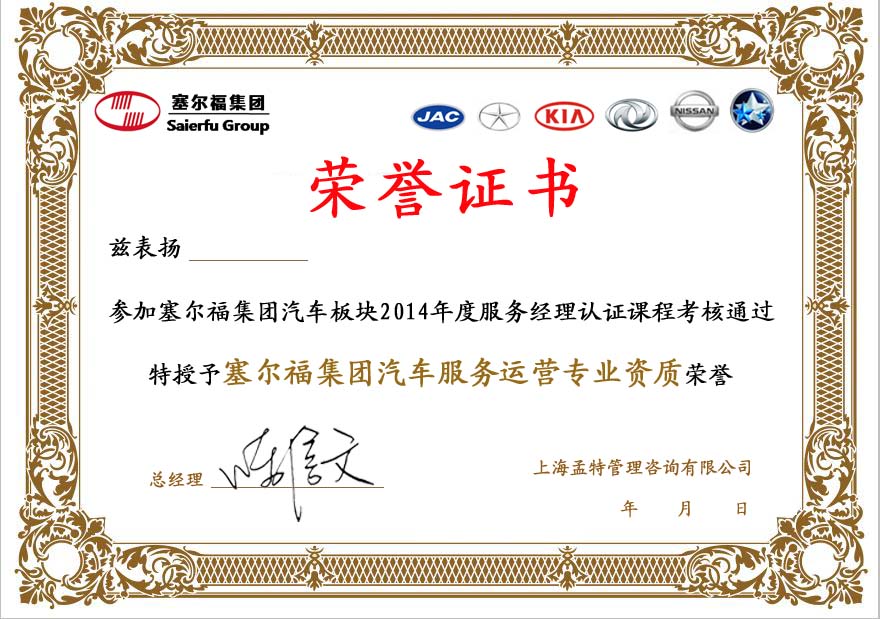 塞尔福集团
Saierfu Group
JAC
KIA
NISSAN
荣誉证书
兹表扬
参加塞尔福集团汽车板块2014年度服务经理认证课程考核通过
特授予塞尔福集团汽车服务运营专业资质荣誉
总经理
上海孟特管理咨询有限公司
年 月 日